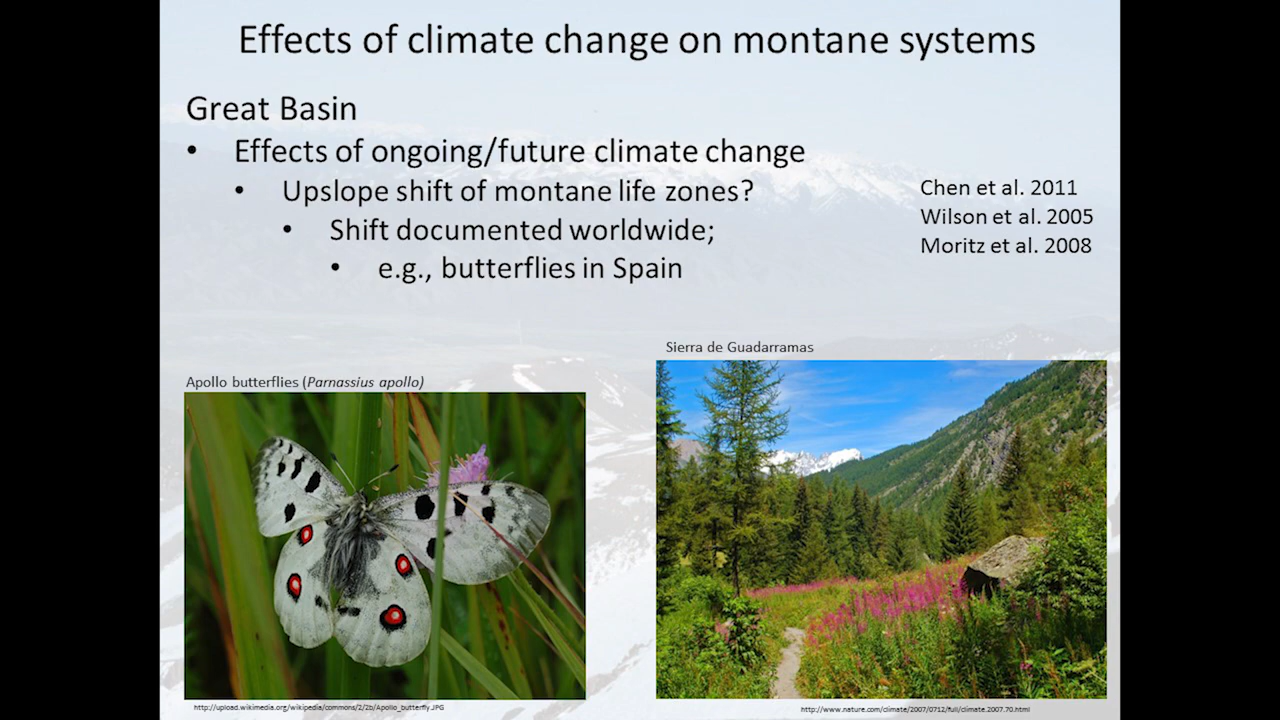 Effects of climate change on montane systems
Great Basin
• Effects of ongoing/future climate change
• Upslope shift of montane life zones?
• Shift documented worldwide;
• e.g., butterflies in Spain
Chen et al. 2011
Wilson et al. 2005
Moritz et al. 2008
Sierra de Guadarramas
Apollo butterflies (Parnassius apollo)
http://upload.wikimedia.org/wikipedia/commons/2/2b/Apollo_butterfly.JPG
http://www.nature.com/climate/2007/0712/full/climate.2007.70.html